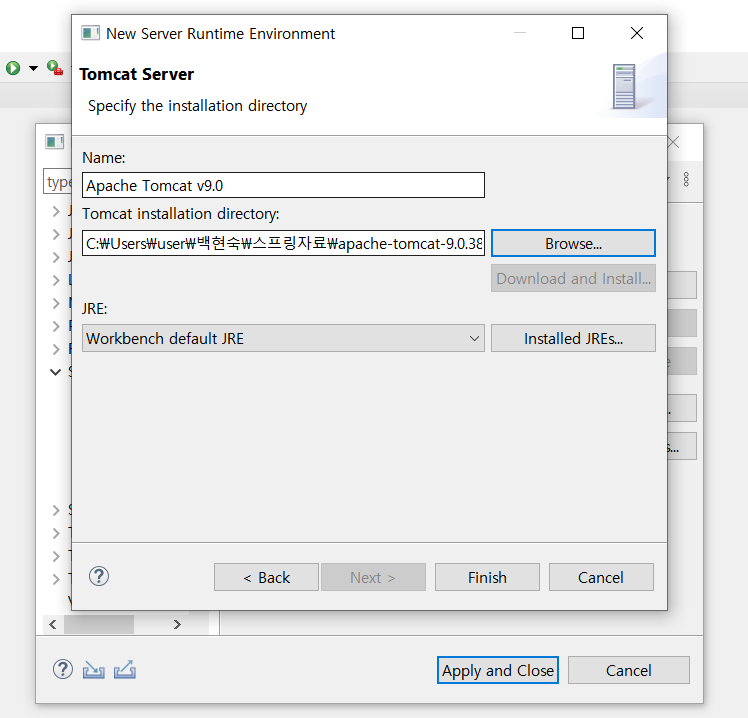 New Server Runtime Environment
Tomcat Server
Specify the installation directory
Name:
type
Apache Tomcat v9.0
Tomcat installation directory:
C:₩Users₩user₩백현숙₩스프링자료₩apache-tomcat-9.0.38
Browse...
Download and Install...
JRE:
Workbench default JRE
Installed JREs...
< Back
Next >
Finish
Cancel
Apply and Close
Cancel